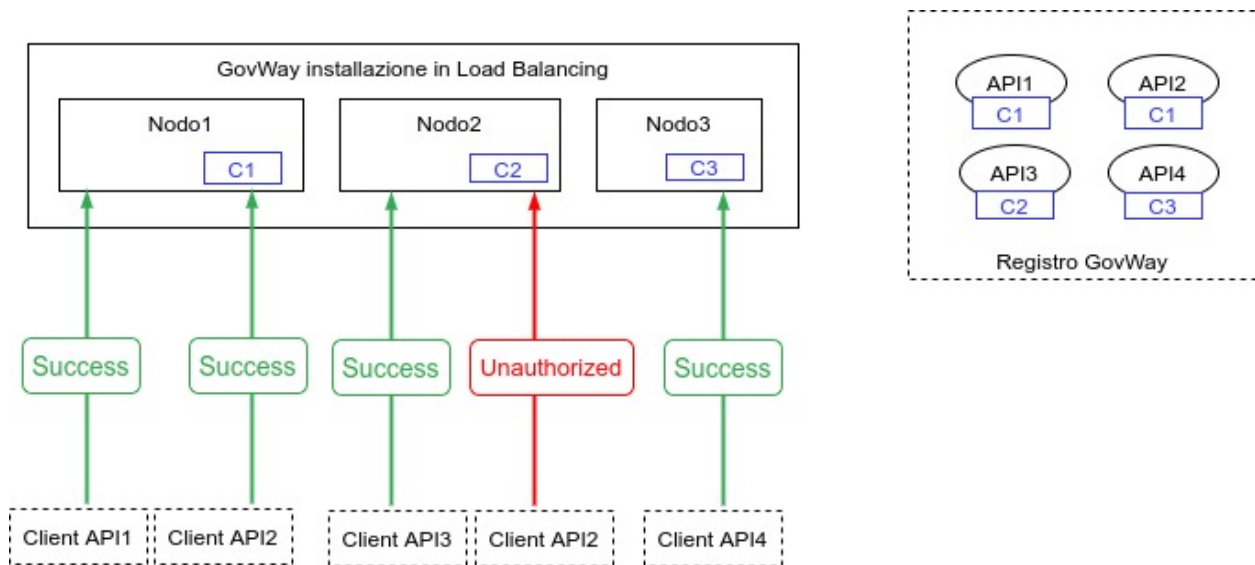 GovWay installazione in Load Balancing
Nodo1
Nodo2
Nodo3
C1
C2
C3
Success
Success
Success
Unauthorized
Success
Client API1
Client API2
Client API3
Client API2
Client API4
API1
API2
C1
C1
API3
API4
C2
C3
Registro GovWay